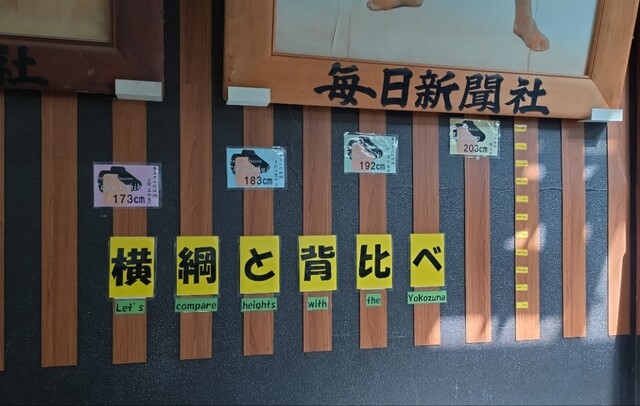 社
毎日新聞社
203cm
192cm
183cm
173cm
横綱と背比べ
Let's compare heights with the Yokozuna